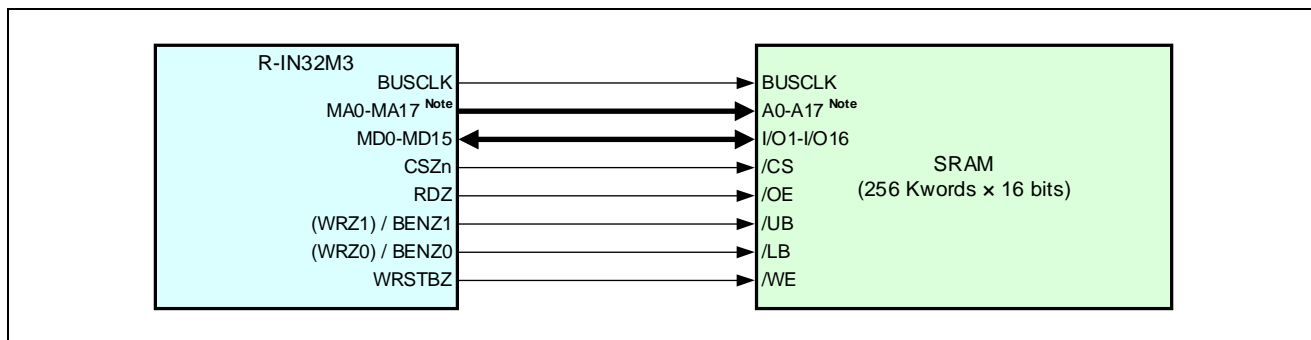 R-IN32M3
BUSCLK
MA0-MA17 Note
MD0-MD15
CSZn
RDZ
(WRZ1) / BENZ1
(WRZ0) / BENZ0
WRSTBZ
BUSCLK
A0-A17 Note
I/O1-I/O16
/CS
/OE
/UB
/LB
/WE
SRAM
(256 Kwords × 16 bits)